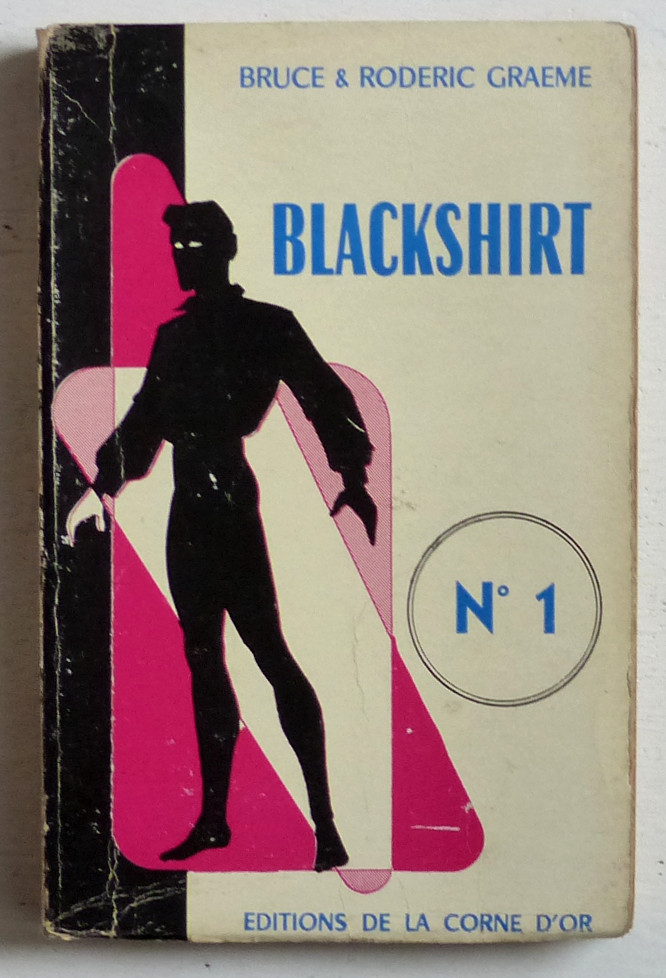 BRUCE & RODERIC GRAEME
BLACKSHIRT
N° 1
EDITIONS DE LA CORNE D'OR